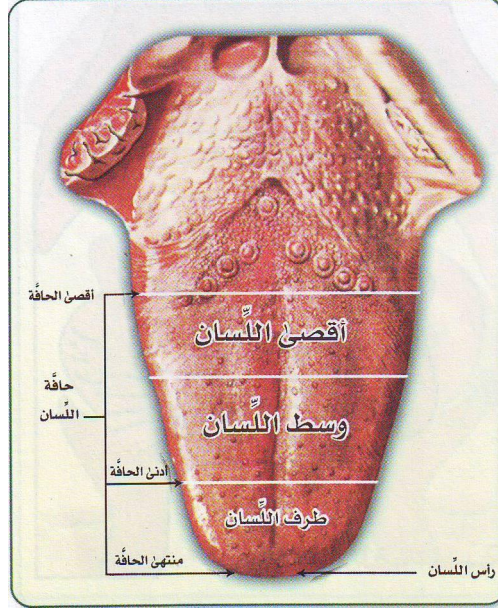 أقصىٰ الحافَّة
أقصىٰ اللِّسان
حافة
اللِّسان
وسط اللِّسان
أدنىٰ الحافَّة
طرف اللِّسان
منتهىٰ الحافَّة
رأس اللِّسان